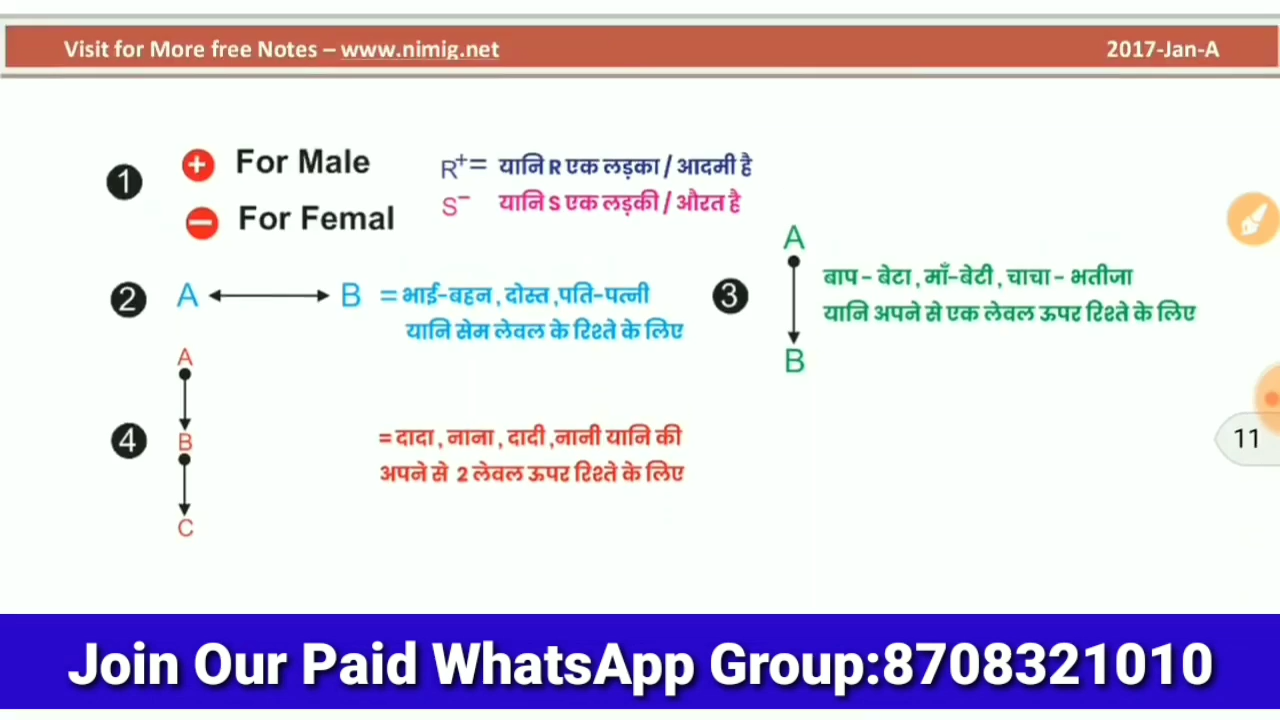 Visit for More free Notes – www.nimig.net
2017-Jan-A
1
+ For Male
− For Femal
R⁺= यानि R एक लड़का / आदमी है
S⁻ यानि S एक लड़की / औरत है
2 A B = भाई-बहन , दोस्त ,पति-पत्नी
यानि सेम लेवल के रिश्ते के लिए
3
A
B
बाप - बेटा , माँ-बेटी , चाचा - भतीजा
यानि अपने से एक लेवल ऊपर रिश्ते के लिए
4
A
B
C
= दादा , नाना , दादी ,नानी यानि की
अपने से 2 लेवल ऊपर रिश्ते के लिए
11
Join Our Paid WhatsApp Group:8708321010